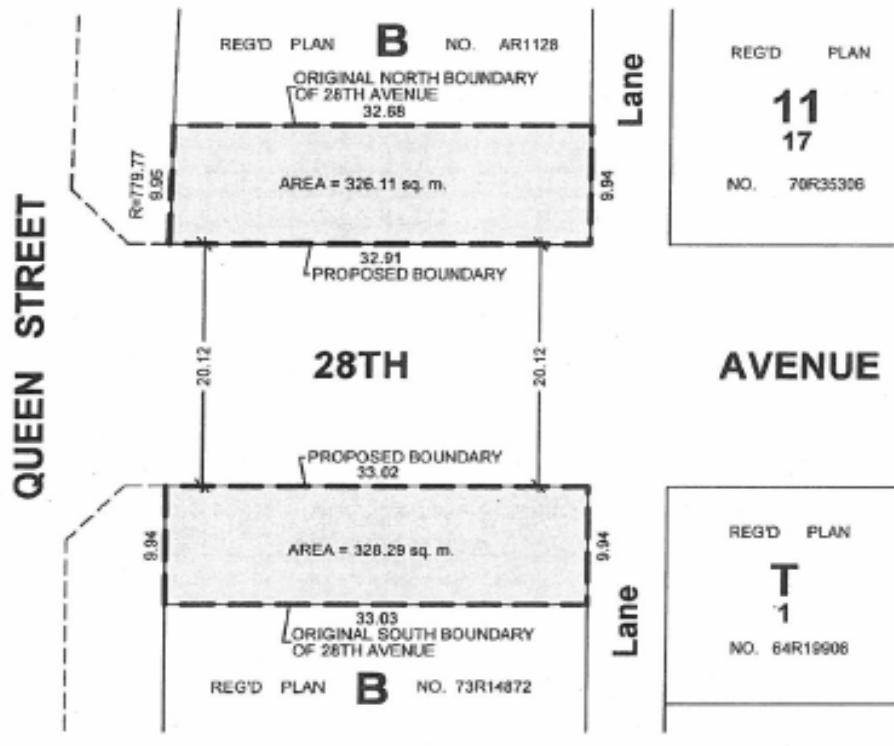 REG'D PLAN B NO. AR1128
ORIGINAL NORTH BOUNDARY
OF 28TH AVENUE
32.68
Lane
REG'D PLAN
11
17
NO. 70R35306
R=779.77
9.95
AREA = 326.11 sq. m.
9.94
32.91
PROPOSED BOUNDARY
QUEEN STREET
20.12
28TH
20.12
AVENUE
PROPOSED BOUNDARY
33.02
9.94
AREA = 328.29 sq. m.
9.94
REG'D PLAN
T
1
NO. 64R19906
33.03
ORIGINAL SOUTH BOUNDARY
OF 28TH AVENUE
Lane
REG'D PLAN B NO. 73R14872